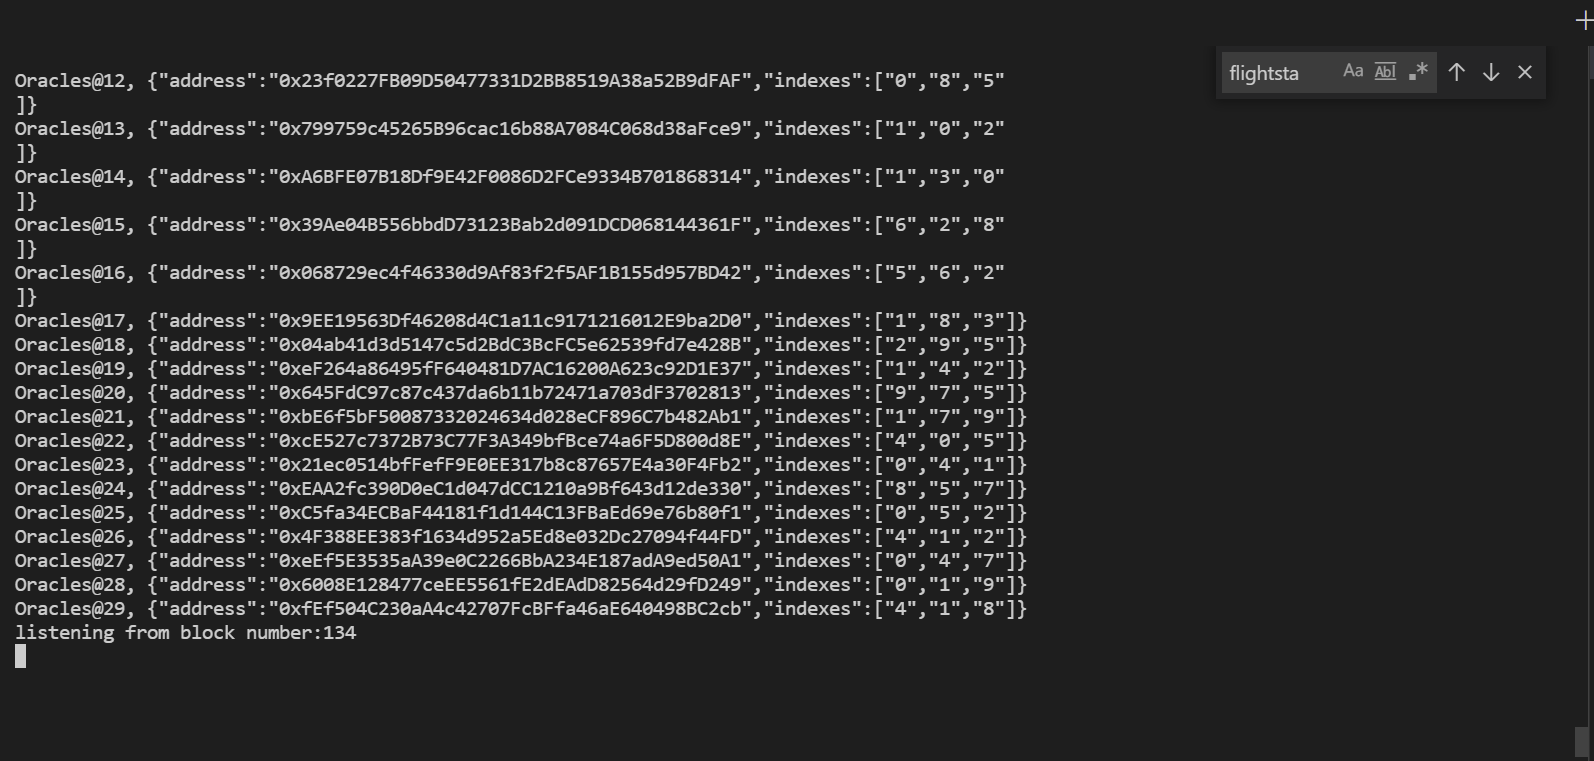 Oracles@12, {"address":"0x23f0227FB09D50477331D2BB8519A38a52B9dFAF","indexes":["0","8","5"
]}
Oracles@13, {"address":"0x799759c45265B96cac16b88A7084C068d38aFce9","indexes":["1","0","2"
]}
Oracles@14, {"address":"0xA6BFE07B18Df9E42F0086D2FCe9334B701868314","indexes":["1","3","0"
]}
Oracles@15, {"address":"0x39Ae04B556bbdD73123Bab2d091DCD068144361F","indexes":["6","2","8"
]}
Oracles@16, {"address":"0x068729ec4f46330d9Af83f2f5AF1B155d957BD42","indexes":["5","6","2"
]}
Oracles@17, {"address":"0x9EE19563Df46208d4C1a11c9171216012E9ba2D0","indexes":["1","8","3"]}
Oracles@18, {"address":"0x04ab41d3d5147c5d2BdC3BcFC5e62539fd7e428B","indexes":["2","9","5"]}
Oracles@19, {"address":"0xeF264a86495fF640481D7AC16200A623c92D1E37","indexes":["1","4","2"]}
Oracles@20, {"address":"0x645FdC97c87c437da6b11b72471a703dF3702813","indexes":["9","7","5"]}
Oracles@21, {"address":"0xbE6f5bF50087332024634d028eCF896C7b482Ab1","indexes":["1","7","9"]}
Oracles@22, {"address":"0xcE527c7372B73C77F3A349bfBce74a6F5D800d8E","indexes":["4","0","5"]}
Oracles@23, {"address":"0x21ec0514bfFefF9E0EE317b8c87657E4a30F4Fb2","indexes":["0","4","1"]}
Oracles@24, {"address":"0xEAA2fc390D0eC1d047dCC1210a9Bf643d12de330","indexes":["8","5","7"]}
Oracles@25, {"address":"0xC5fa34ECBaF44181f1d144C13FBaEd69e76b80f1","indexes":["0","5","2"]}
Oracles@26, {"address":"0x4F388EE383f1634d952a5Ed8e032Dc27094f44FD","indexes":["4","1","2"]}
Oracles@27, {"address":"0xeEf5E3535aA39e0C2266BbA234E187adA9ed50A1","indexes":["0","4","7"]}
Oracles@28, {"address":"0x6008E128477ceEE5561fE2dEAdD82564d29fD249","indexes":["0","1","9"]}
Oracles@29, {"address":"0xfEf504C230aA4c42707FcBFfa46aE640498BC2cb","indexes":["4","1","8"]}
listening from block number:134
flightsta Aa Abl .*